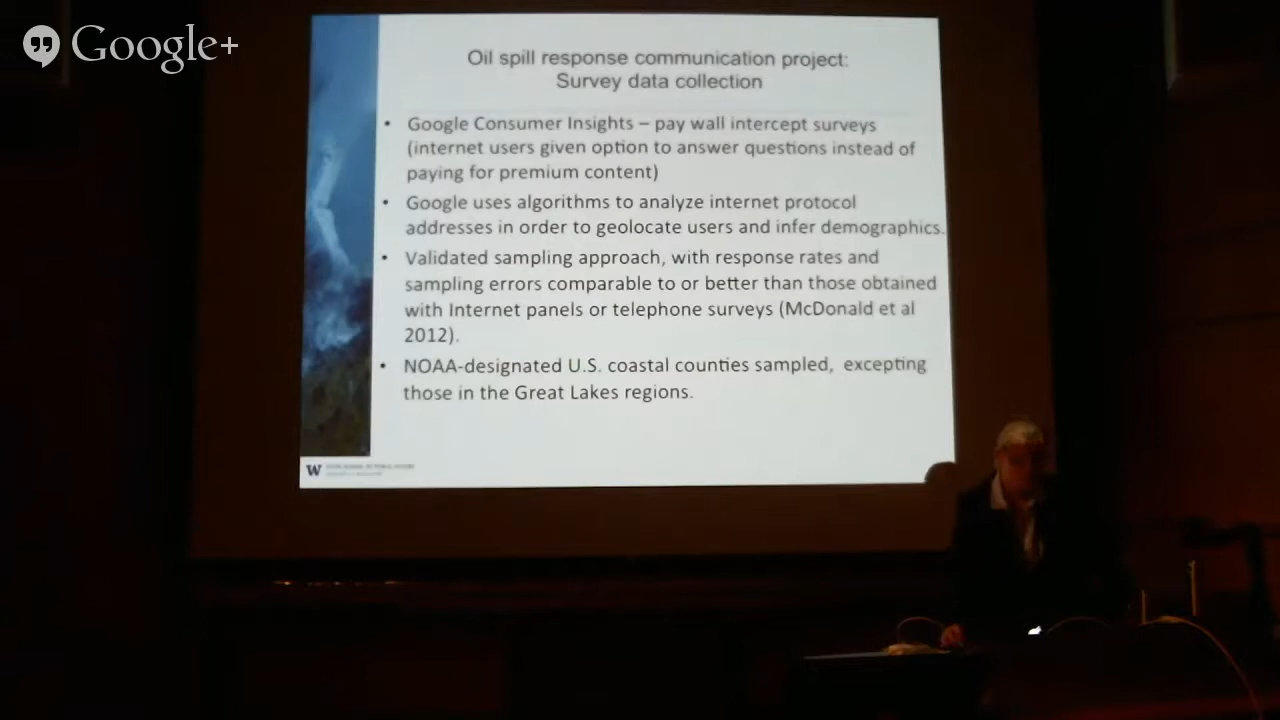 Google+
Oil spill response communication project:
Survey data collection
• Google Consumer Insights – pay wall intercept surveys
(internet users given option to answer questions instead of
paying for premium content)
• Google uses algorithms to analyze internet protocol
addresses in order to geolocate users and infer demographics.
• Validated sampling approach, with response rates and
sampling errors comparable to or better than those obtained
with Internet panels or telephone surveys (McDonald et al
2012).
• NOAA-designated U.S. coastal counties sampled, excepting
those in the Great Lakes regions.
W